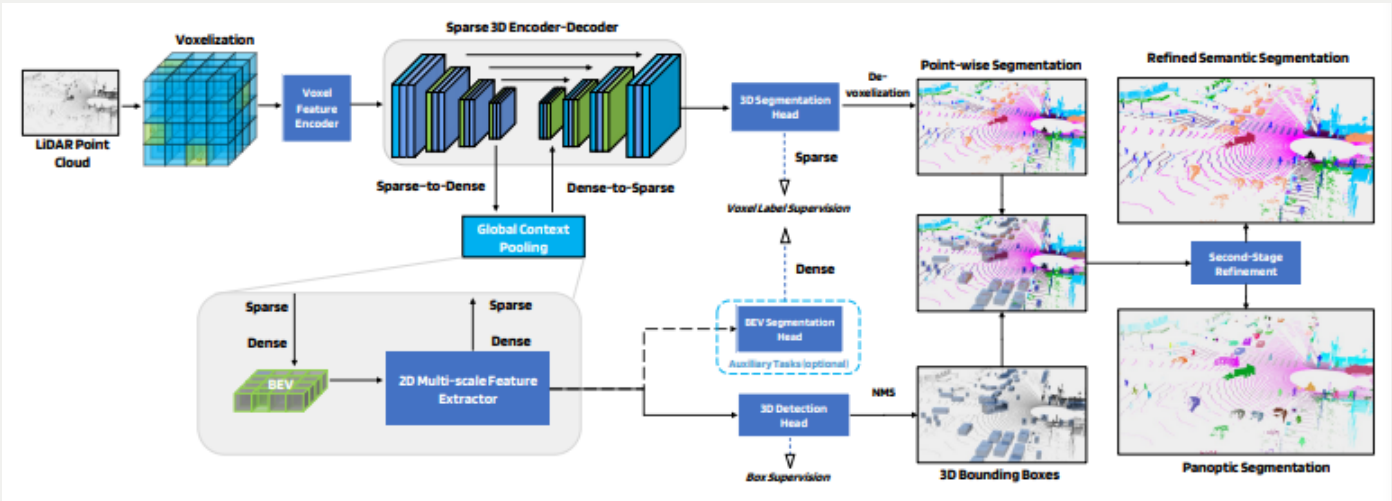 Sparse 3D Encoder-Decoder
Voxelization
LiDAR Point
Cloud
Voxel
Feature
Encoder
Sparse-to-Dense
Dense-to-Sparse
Global Context
Pooling
Sparse
Dense
BEV
Sparse
Dense
2D Multi-scale Feature
Extractor
3D Segmentation
Head
De-
voxelization
Sparse
Voxel Label Supervision
Dense
BEV Segmentation
Head
Auxiliary Tasks (optional)
3D Detection
Head
NMS
Box Supervision
Point-wise Segmentation
3D Bounding Boxes
Refined Semantic Segmentation
Second-Stage
Refinement
Panoptic Segmentation